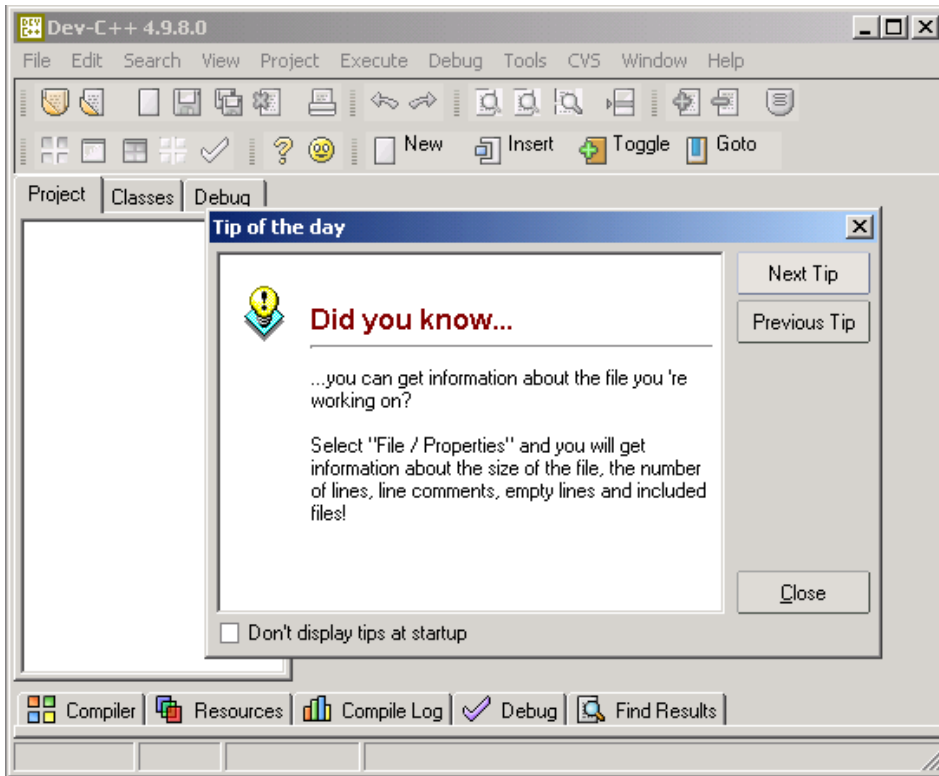 Dev-C++ 4.9.8.0
File Edit Search View Project Execute Debug Tools CVS Window Help
New Insert Toggle Goto
Project Classes Debug
Tip of the day
Next Tip
Did you know...
Previous Tip
...you can get information about the file you 're
working on?
Select "File / Properties" and you will get
information about the size of the file, the number
of lines, line comments, empty lines and included
files!
Close
Don't display tips at startup
Compiler Resources Compile Log Debug Find Results